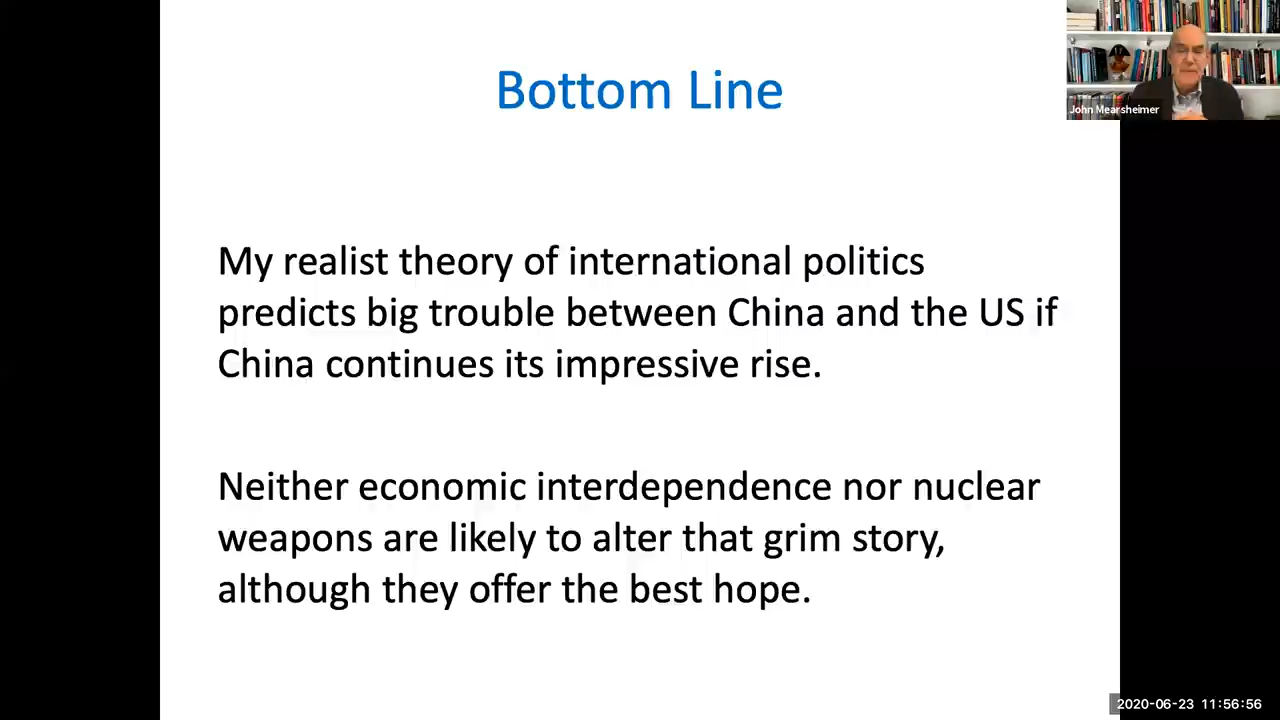 Bottom Line
John Mearsheimer
My realist theory of international politics
predicts big trouble between China and the US if
China continues its impressive rise.
Neither economic interdependence nor nuclear
weapons are likely to alter that grim story,
although they offer the best hope.
2020-06-23 11:56:56